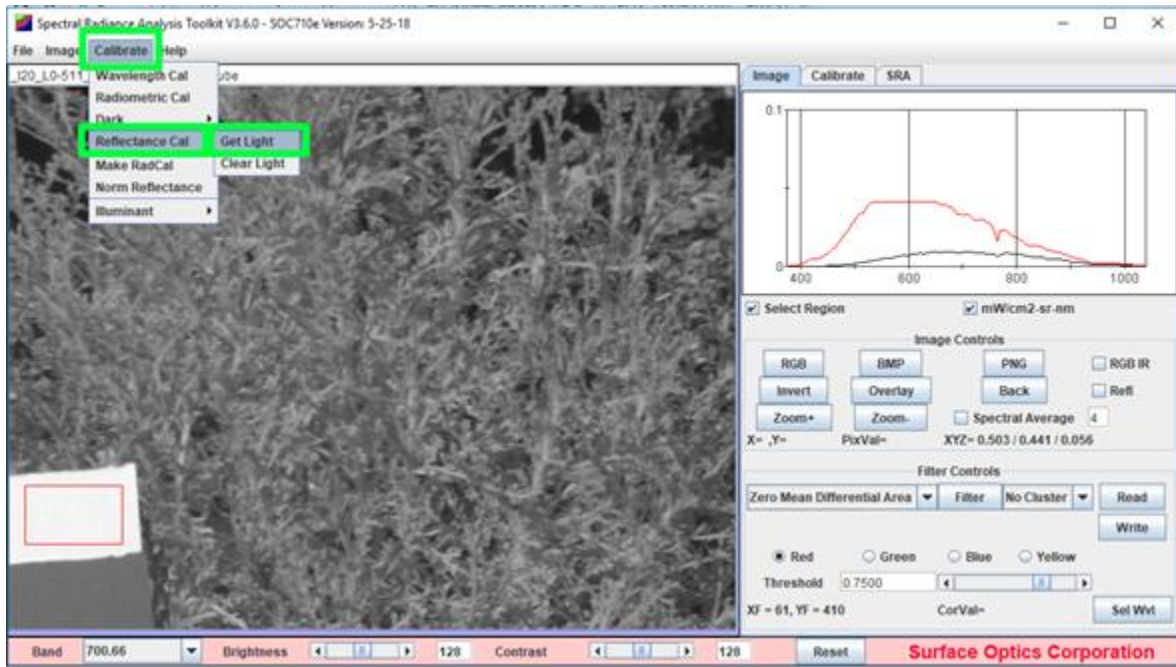 Spectral Radiance Analysis Toolkit V3.6.0 - SOC710e Version: 5-25-18
File Image Calibrate Help
_I20_L0-511_ ube
Wavelength Cal
Radiometric Cal
Dark
Reflectance Cal
Get Light
Make RadCal
Clear Light
Norm Reflectance
Illuminant
Image Calibrate SRA
0.1
0
400 600 800 1000
Select Region mW/cm2-sr-nm
Image Controls
RGB BMP PNG RGB IR
Invert Overlay Back Refl
Zoom+ Zoom- Spectral Average 4
X= ,Y= PixVal= XYZ= 0.503 / 0.441 / 0.056
Filter Controls
Zero Mean Differential Area Filter No Cluster Read
Write
Red Green Blue Yellow
Threshold 0.7500
XF = 61, YF = 410 CorVal= Sel Wvl
Band 700.66 Brightness 128 Contrast 128 Reset Surface Optics Corporation